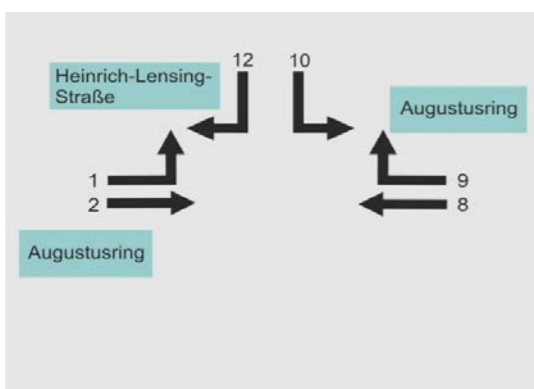 12 10
Heinrich-Lensing-
Straße
Augustusring
1
2
9
8
Augustusring